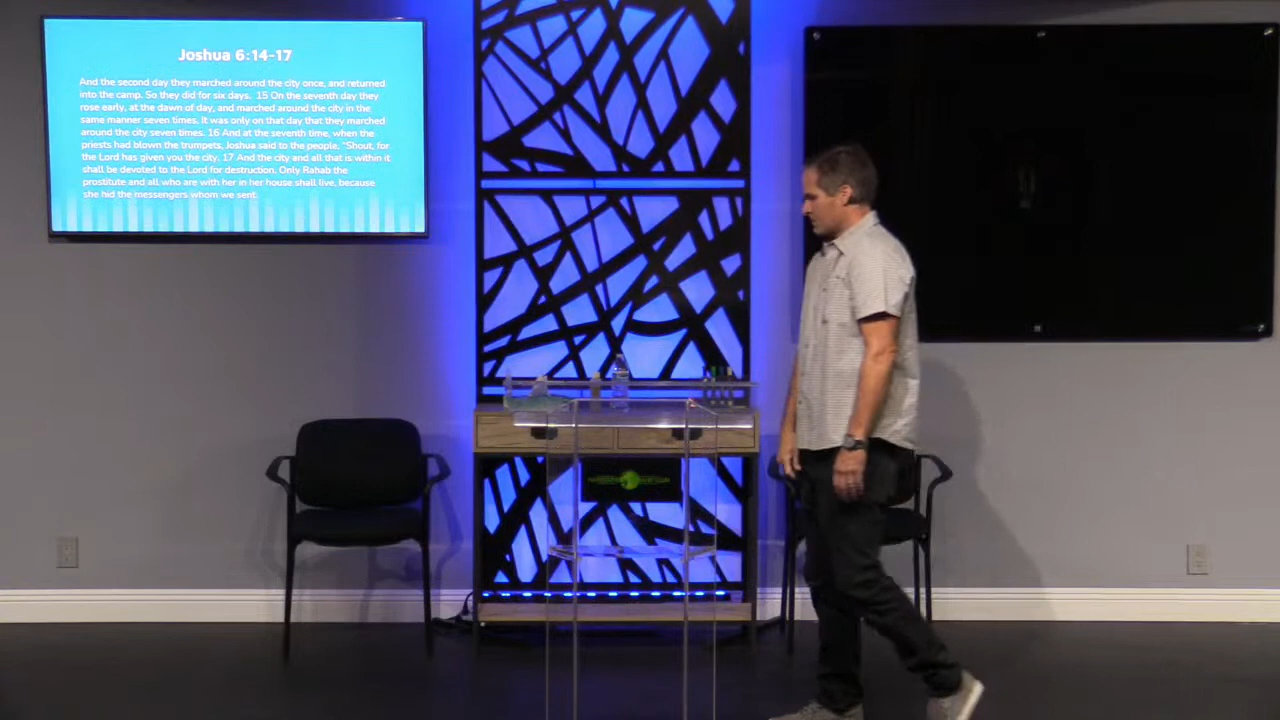 Joshua 6:14-17
And the second day they marched around the city once, and returned
into the camp. So they did for six days. 15 On the seventh day they
rose early, at the dawn of day, and marched around the city in the
same manner seven times. It was only on that day that they marched
around the city seven times. 16 And at the seventh time, when the
priests had blown the trumpets, Joshua said to the people, "Shout, for
the Lord has given you the city. 17 And the city and all that is within it
shall be devoted to the Lord for destruction. Only Rahab the
prostitute and all who are with her in her house shall live, because
she hid the messengers whom we sent.